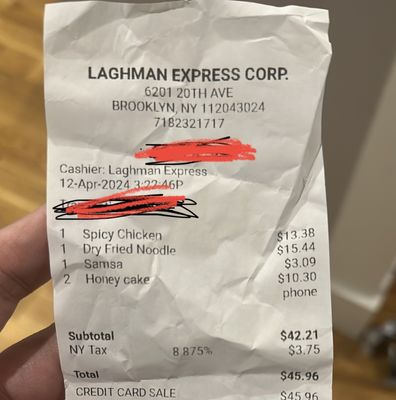 LAGHMAN EXPRESS CORP.
6201 20TH AVE
BROOKLYN, NY 112043024
7182321717
Cashier: Laghman Express
12-Apr-2024 3:22:46P
1 Spicy Chicken $13.38
1 Dry Fried Noodle $15.44
1 Samsa $3.09
2 Honey cake $10.30
phone
Subtotal $42.21
NY Tax 8.875% $3.75
Total $45.96
CREDIT CARD SALE $45.96